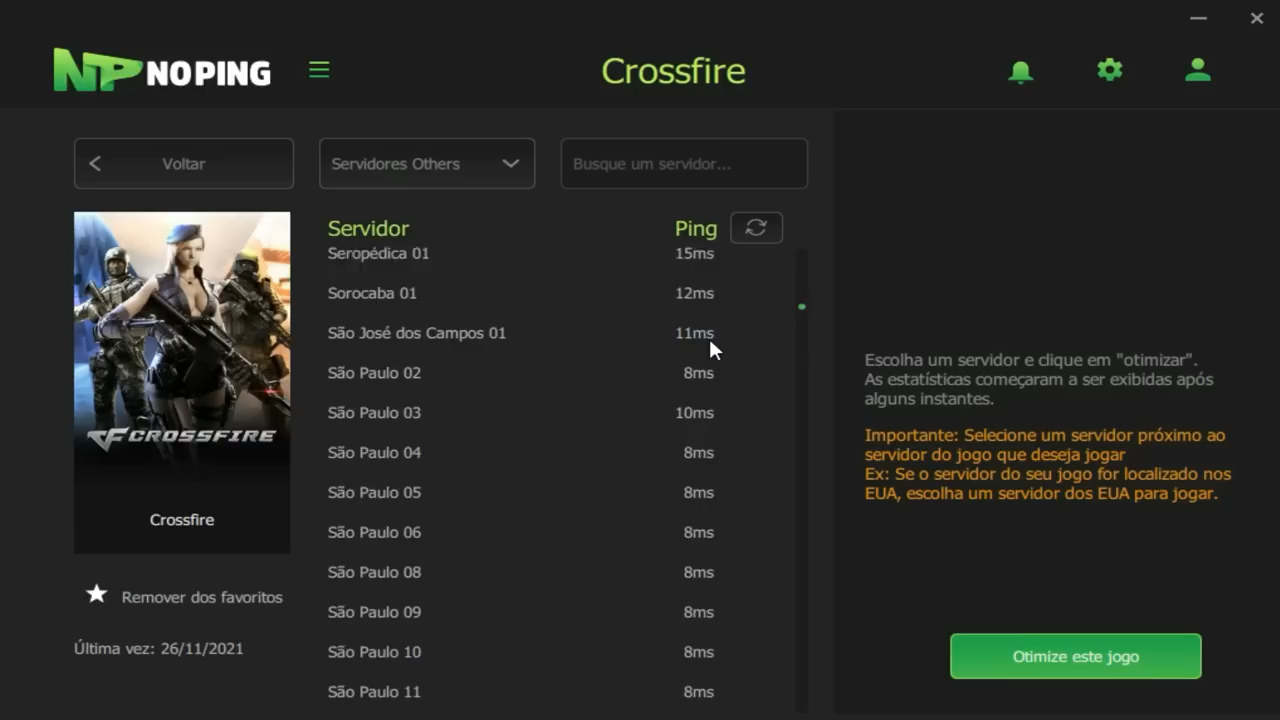 NP NOPING
Crossfire
Voltar
Servidores Others
Busque um servidor...
CF CROSSFIRE
Crossfire
Remover dos favoritos
Última vez: 26/11/2021
Servidor Ping
Seropédica 01 15ms
Sorocaba 01 12ms
São José dos Campos 01 11ms
São Paulo 02 8ms
São Paulo 03 10ms
São Paulo 04 8ms
São Paulo 05 8ms
São Paulo 06 8ms
São Paulo 08 8ms
São Paulo 09 8ms
São Paulo 10 8ms
São Paulo 11 8ms
Escolha um servidor e clique em "otimizar".
As estatísticas começaram a ser exibidas após
alguns instantes.
Importante: Selecione um servidor próximo ao
servidor do jogo que deseja jogar
Ex: Se o servidor do seu jogo for localizado nos
EUA, escolha um servidor dos EUA para jogar.
Otimize este jogo